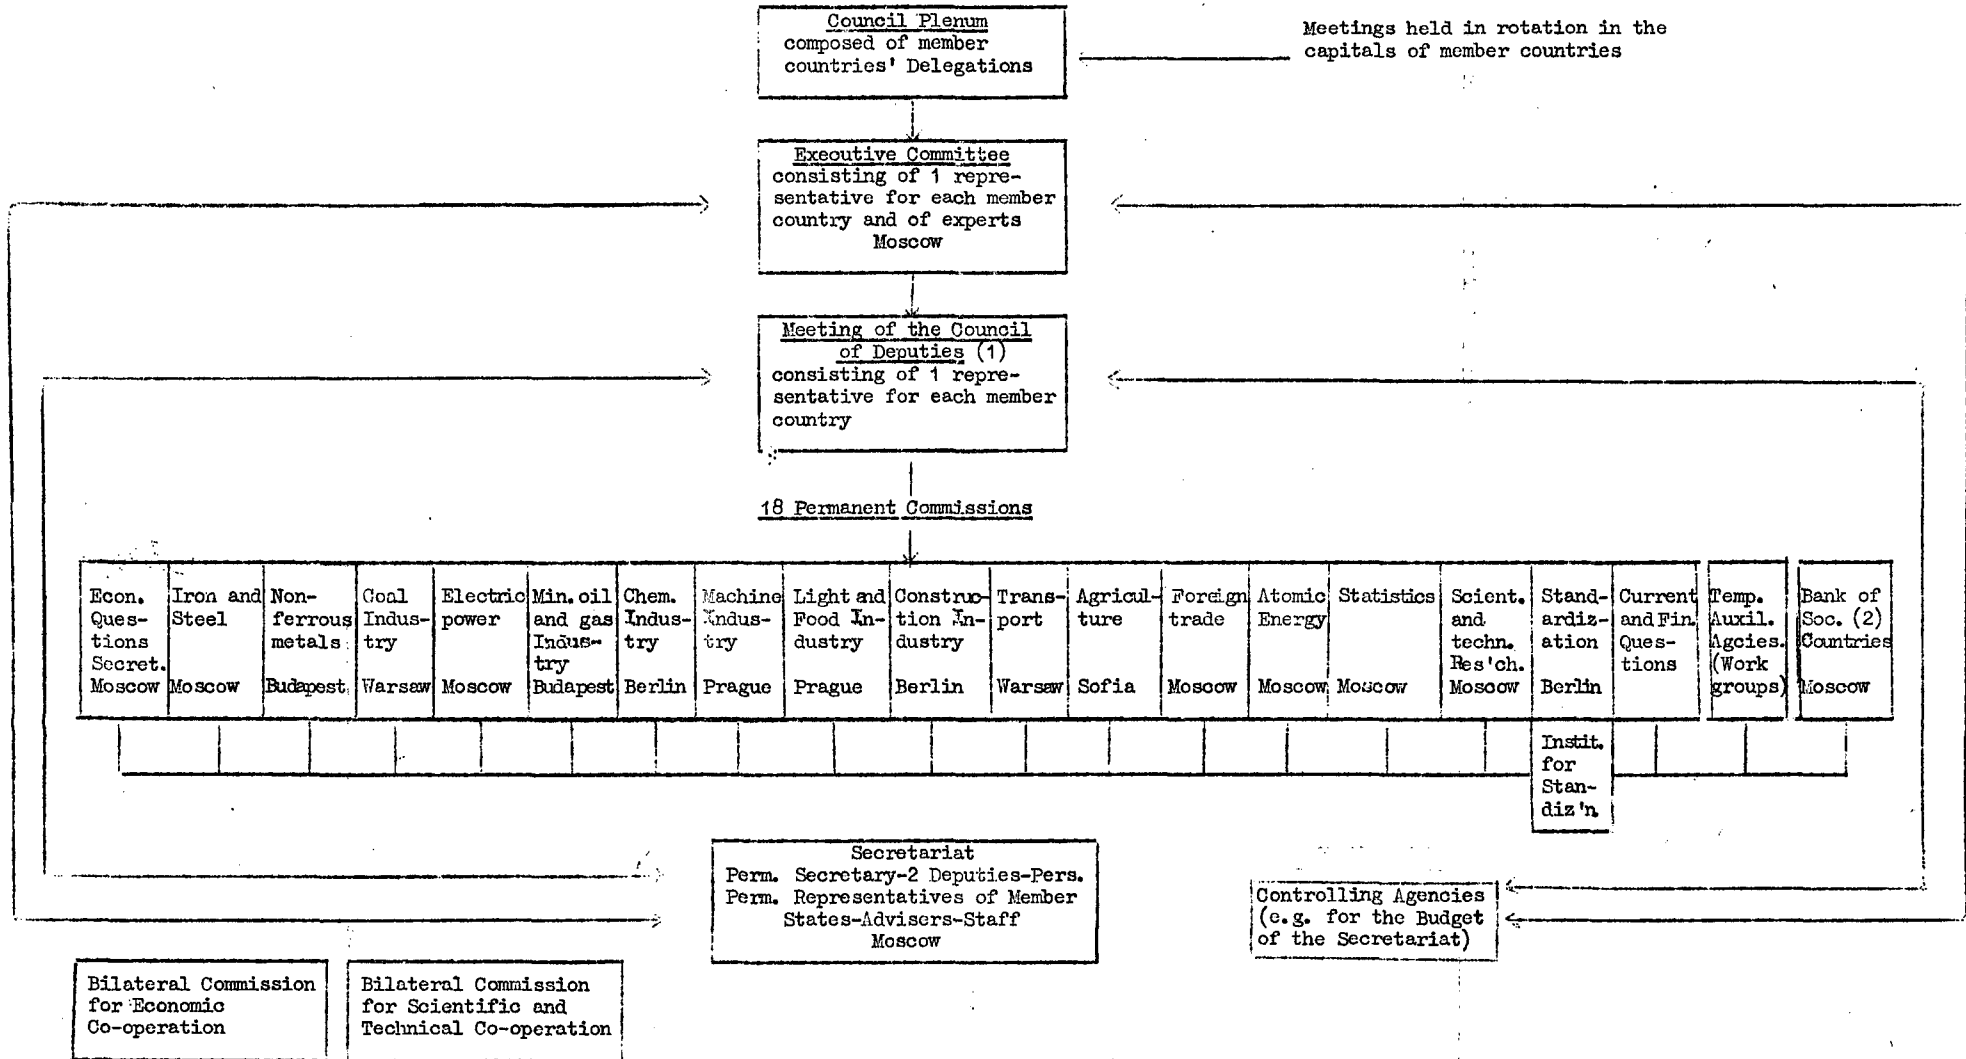 Council Plenum
composed of member
countries' Delegations
Meetings held in rotation in the
capitals of member countries
Executive Committee
consisting of 1 repre-
sentative for each member
country and of experts
Moscow
Meeting of the Council
of Deputies (1)
consisting of 1 repre-
sentative for each member
country
18 Permanent Commissions
Econ.
Ques-
tions
Secret.
Moscow
Iron and
Steel
Moscow
Non-
ferrous
metals
Budapest
Coal
Indus-
try
Warsaw
Electric
power
Moscow
Min. oil
and gas
Indus-
try
Budapest
Chem.
Indus-
try
Berlin
Machine
Indus-
try
Prague
Light and
Food In-
dustry
Prague
Construc-
tion In-
dustry
Berlin
Trans-
port
Warsaw
Agricul-
ture
Sofia
Foreign
trade
Moscow
Atomic
Energy
Moscow
Statistics
Moscow
Scient.
and
techn.
Res'ch.
Moscow
Stand-
ardiz-
ation
Berlin
Current
and Fin.
Ques-
tions
Temp.
Auxil.
Agcies.
(Work
groups)
Bank of
Soc. (2)
Countries
Moscow
Instit.
for
Stan-
diz'n.
Secretariat
Perm. Secretary-2 Deputies-Pers.
Perm. Representatives of Member
States-Advisers-Staff
Moscow
Controlling Agencies
(e.g. for the Budget
of the Secretariat)
Bilateral Commission
for Economic
Co-operation
Bilateral Commission
for Scientific and
Technical Co-operation